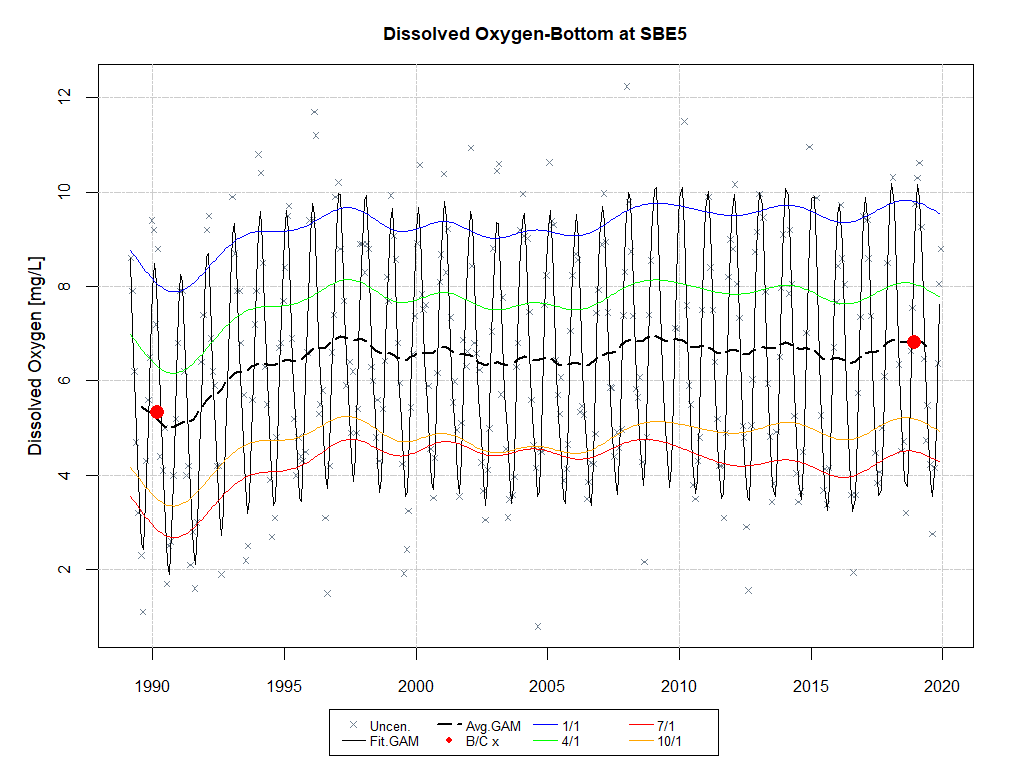 Dissolved Oxygen-Bottom at SBE5
Dissolved Oxygen [mg/L]
12
10
8
6
4
2
1990 1995 2000 2005 2010 2015 2020
Uncen. Avg.GAM 1/1 7/1
Fit.GAM B/C x 4/1 10/1